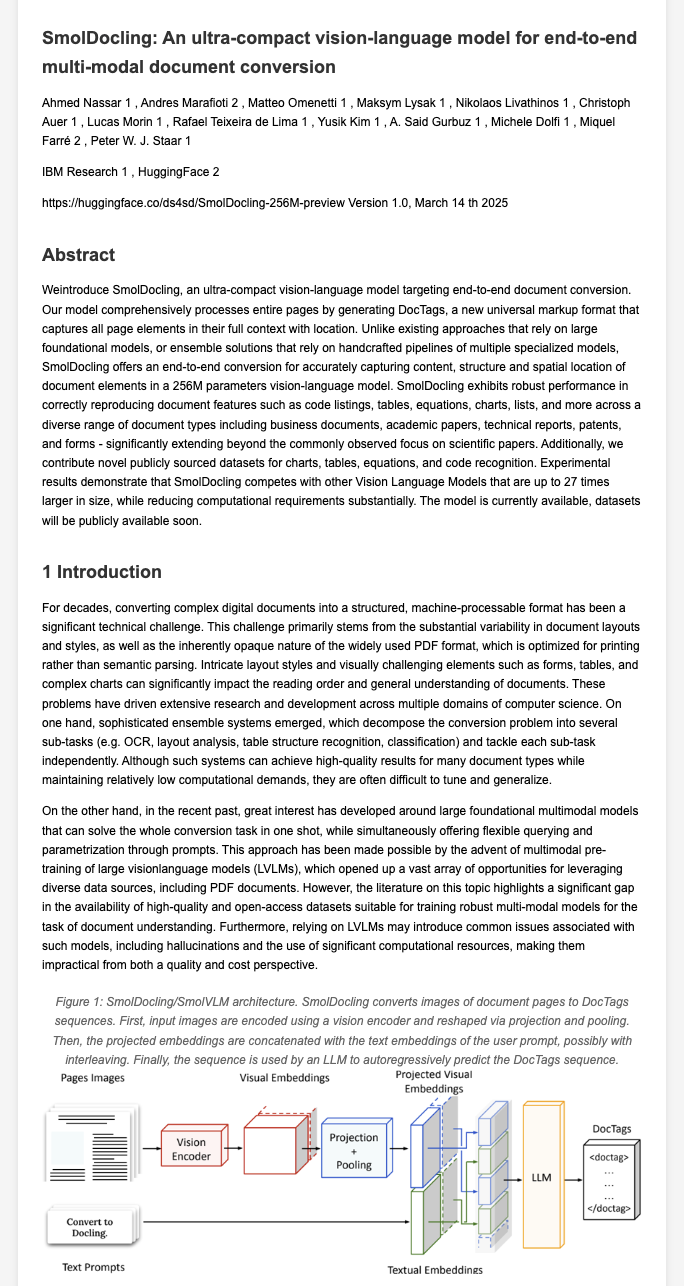 SmolDocling: An ultra-compact vision-language model for end-to-end
multi-modal document conversion
Ahmed Nassar 1 , Andres Marafioti 2 , Matteo Omenetti 1 , Maksym Lysak 1 , Nikolaos Livathinos 1 , Christoph
Auer 1 , Lucas Morin 1 , Rafael Teixeira de Lima 1 , Yusik Kim 1 , A. Said Gurbuz 1 , Michele Dolfi 1 , Miquel
Farré 2 , Peter W. J. Staar 1
IBM Research 1 , HuggingFace 2
https://huggingface.co/ds4sd/SmolDocling-256M-preview Version 1.0, March 14 th 2025
Abstract
Weintroduce SmolDocling, an ultra-compact vision-language model targeting end-to-end document conversion.
Our model comprehensively processes entire pages by generating DocTags, a new universal markup format that
captures all page elements in their full context with location. Unlike existing approaches that rely on large
foundational models, or ensemble solutions that rely on handcrafted pipelines of multiple specialized models,
SmolDocling offers an end-to-end conversion for accurately capturing content, structure and spatial location of
document elements in a 256M parameters vision-language model. SmolDocling exhibits robust performance in
correctly reproducing document features such as code listings, tables, equations, charts, lists, and more across a
diverse range of document types including business documents, academic papers, technical reports, patents,
and forms - significantly extending beyond the commonly observed focus on scientific papers. Additionally, we
contribute novel publicly sourced datasets for charts, tables, equations, and code recognition. Experimental
results demonstrate that SmolDocling competes with other Vision Language Models that are up to 27 times
larger in size, while reducing computational requirements substantially. The model is currently available, datasets
will be publicly available soon.
1 Introduction
For decades, converting complex digital documents into a structured, machine-processable format has been a
significant technical challenge. This challenge primarily stems from the substantial variability in document layouts
and styles, as well as the inherently opaque nature of the widely used PDF format, which is optimized for printing
rather than semantic parsing. Intricate layout styles and visually challenging elements such as forms, tables, and
complex charts can significantly impact the reading order and general understanding of documents. These
problems have driven extensive research and development across multiple domains of computer science. On
one hand, sophisticated ensemble systems emerged, which decompose the conversion problem into several
sub-tasks (e.g. OCR, layout analysis, table structure recognition, classification) and tackle each sub-task
independently. Although such systems can achieve high-quality results for many document types while
maintaining relatively low computational demands, they are often difficult to tune and generalize.
On the other hand, in the recent past, great interest has developed around large foundational multimodal models
that can solve the whole conversion task in one shot, while simultaneously offering flexible querying and
parametrization through prompts. This approach has been made possible by the advent of multimodal pre-
training of large visionlanguage models (LVLMs), which opened up a vast array of opportunities for leveraging
diverse data sources, including PDF documents. However, the literature on this topic highlights a significant gap
in the availability of high-quality and open-access datasets suitable for training robust multi-modal models for the
task of document understanding. Furthermore, relying on LVLMs may introduce common issues associated with
such models, including hallucinations and the use of significant computational resources, making them
impractical from both a quality and cost perspective.
Figure 1: SmolDocling/SmolVLM architecture. SmolDocling converts images of document pages to DocTags
sequences. First, input images are encoded using a vision encoder and reshaped via projection and pooling.
Then, the projected embeddings are concatenated with the text embeddings of the user prompt, possibly with
interleaving. Finally, the sequence is used by an LLM to autoregressively predict the DocTags sequence.
Pages Images
Visual Embeddings
Projected Visual
Embeddings
Vision
Encoder
Projection
+
Pooling
LLM
DocTags
<doctag>
...
...
...
</doctag>
Convert to
Docling.
Text Prompts
Textual Embeddings